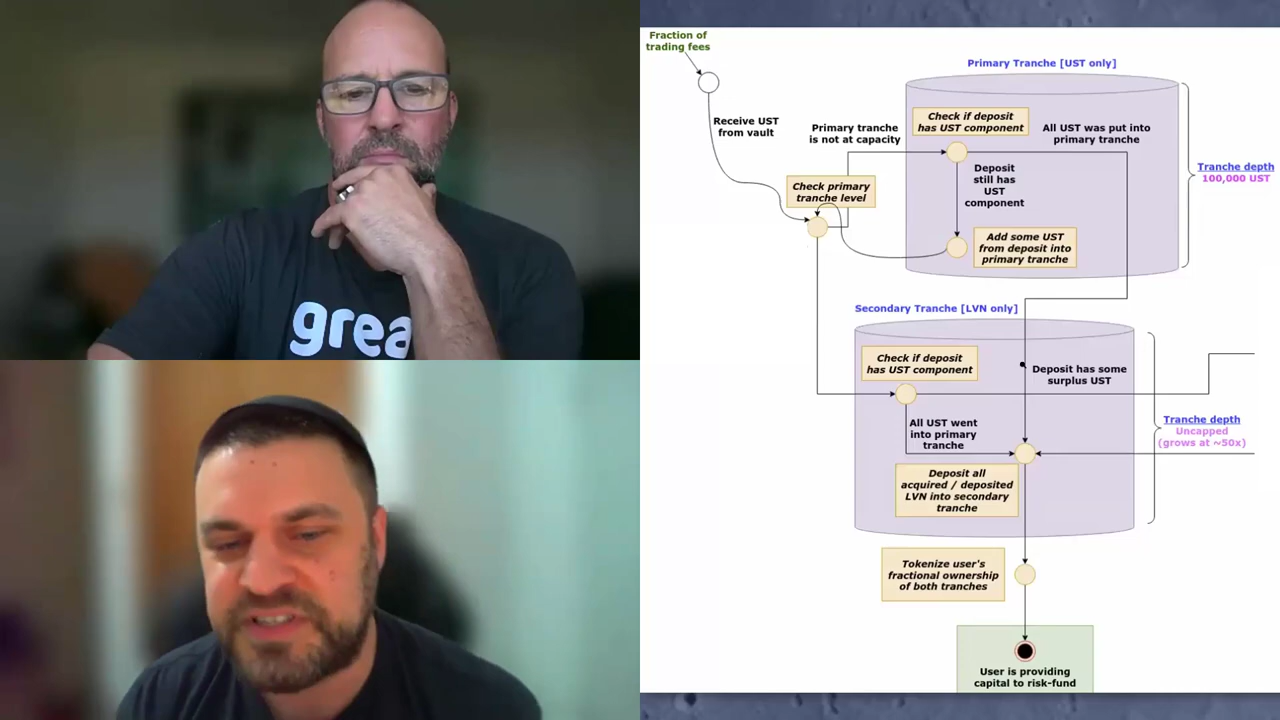 grea
Fraction of
trading fees
Primary Tranche [UST only]
Receive UST
from vault
Primary tranche
is not at capacity
Check if deposit
has UST component
All UST was put into
primary tranche
Tranche depth
100,000 UST
Check primary
tranche level
Deposit
still has
UST
component
Add some UST
from deposit into
primary tranche
Secondary Tranche [LVN only]
Check if deposit
has UST component
Deposit has some
surplus UST
All UST went
into primary
tranche
Tranche depth
Uncapped
(grows at ~50x)
Deposit all
acquired / deposited
LVN into secondary
tranche
Tokenize user's
fractional ownership
of both tranches
User is providing
capital to risk-fund